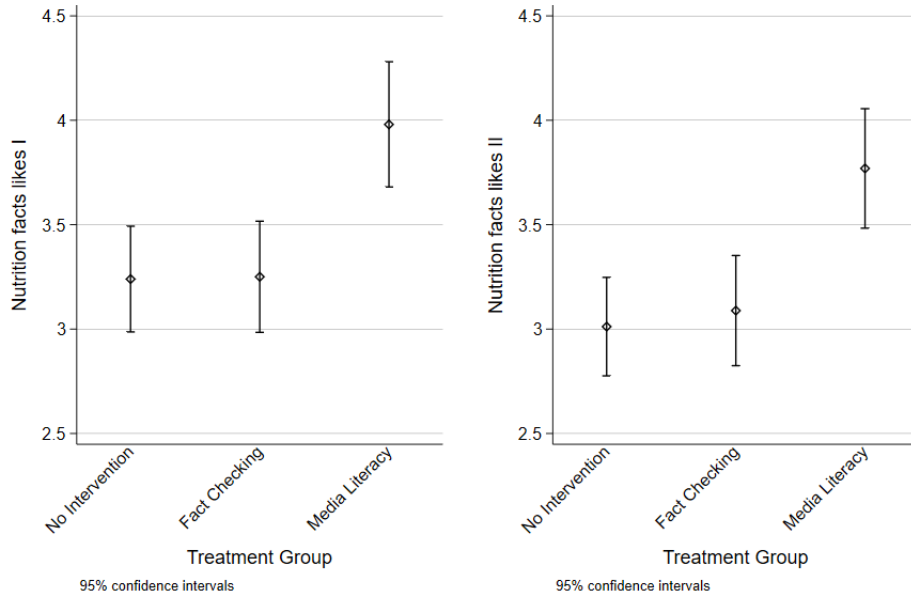 Nutrition facts likes I
4.5
4
3.5
3
2.5
No Intervention
Fact Checking
Media Literacy
Treatment Group
95% confidence intervals
Nutrition facts likes II
4.5
4
3.5
3
2.5
No Intervention
Fact Checking
Media Literacy
Treatment Group
95% confidence intervals